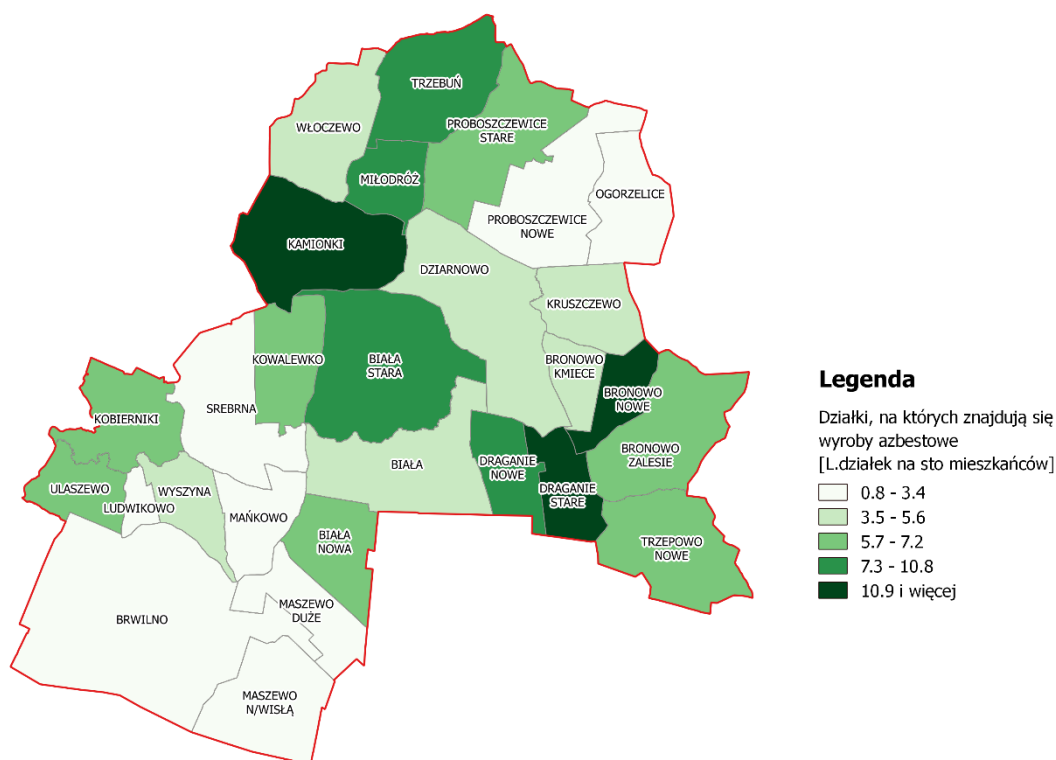 TRZEBUŃ
WŁOCZEWO
PROBOSZCZEWICE
STARE
MIŁODRÓŻ
OGORZELICE
PROBOSZCZEWICE
NOWE
KAMIONKI
DZIARNOWO
KRUSZCZEWO
KOWALEWKO
BIAŁA
STARA
BRONOWO
KMIECE
BRONOWO
NOWE
SREBRNA
KOBIERNIKI
BRONOWO
ZALESIE
BIAŁA
DRAGANIE
NOWE
DRAGANIE
STARE
ULASZEWO
WYSZYNA
LUDWIKOWO
MAŃKOWO
BIAŁA
NOWA
TRZEPOWO
NOWE
MASZEWO
DUŻE
BRWILNO
MASZEWO
N/WISŁĄ
Legenda
Działki, na których znajdują się
wyroby azbestowe
[L.działek na sto mieszkańców]
0.8 - 3.4
3.5 - 5.6
5.7 - 7.2
7.3 - 10.8
10.9 i więcej